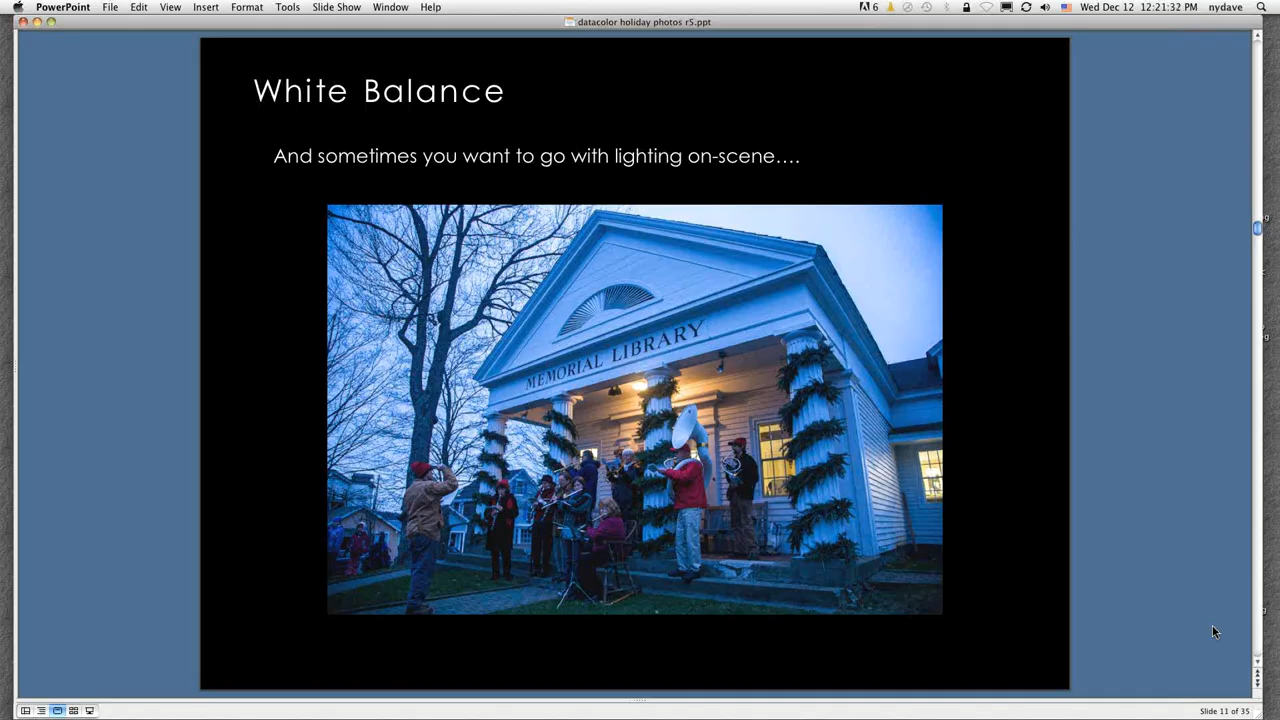 PowerPoint File Edit View Insert Format Tools Slide Show Window Help 6 Wed Dec 12 12:21:32 PM nydave
datacolor holiday photos r5.ppt
White Balance
And sometimes you want to go with lighting on-scene....
MEMORIAL LIBRARY
Slide 11 of 35